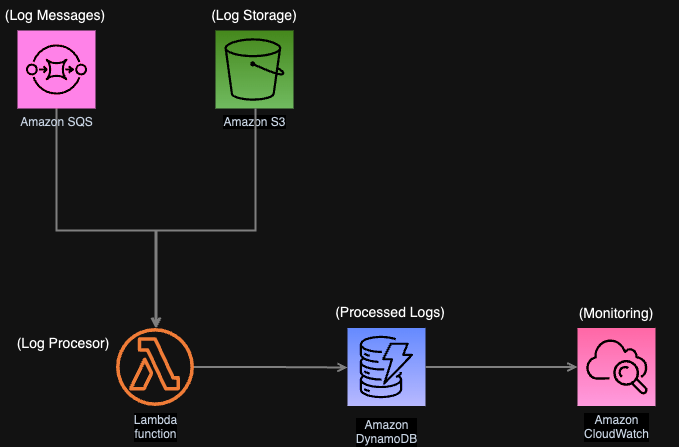 (Log Messages)
(Log Storage)
Amazon SQS
Amazon S3
(Log Procesor)
Lambda
function
(Processed Logs)
Amazon
DynamoDB
(Monitoring)
Amazon
CloudWatch